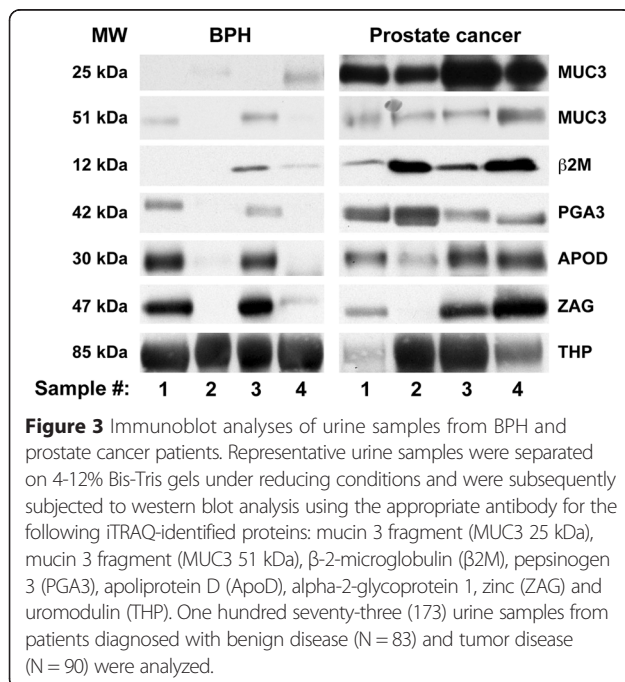 MW BPH Prostate cancer
25 kDa MUC3
51 kDa MUC3
12 kDa β2M
42 kDa PGA3
30 kDa APOD
47 kDa ZAG
85 kDa THP
Sample #: 1 2 3 4 1 2 3 4
Figure 3 Immunoblot analyses of urine samples from BPH and
prostate cancer patients. Representative urine samples were separated
on 4-12% Bis-Tris gels under reducing conditions and were subsequently
subjected to western blot analysis using the appropriate antibody for the
following iTRAQ-identified proteins: mucin 3 fragment (MUC3 25 kDa),
mucin 3 fragment (MUC3 51 kDa), β-2-microglobulin (β2M), pepsinogen
3 (PGA3), apoliprotein D (ApoD), alpha-2-glycoprotein 1, zinc (ZAG) and
uromodulin (THP). One hundred seventy-three (173) urine samples from
patients diagnosed with benign disease (N = 83) and tumor disease
(N = 90) were analyzed.